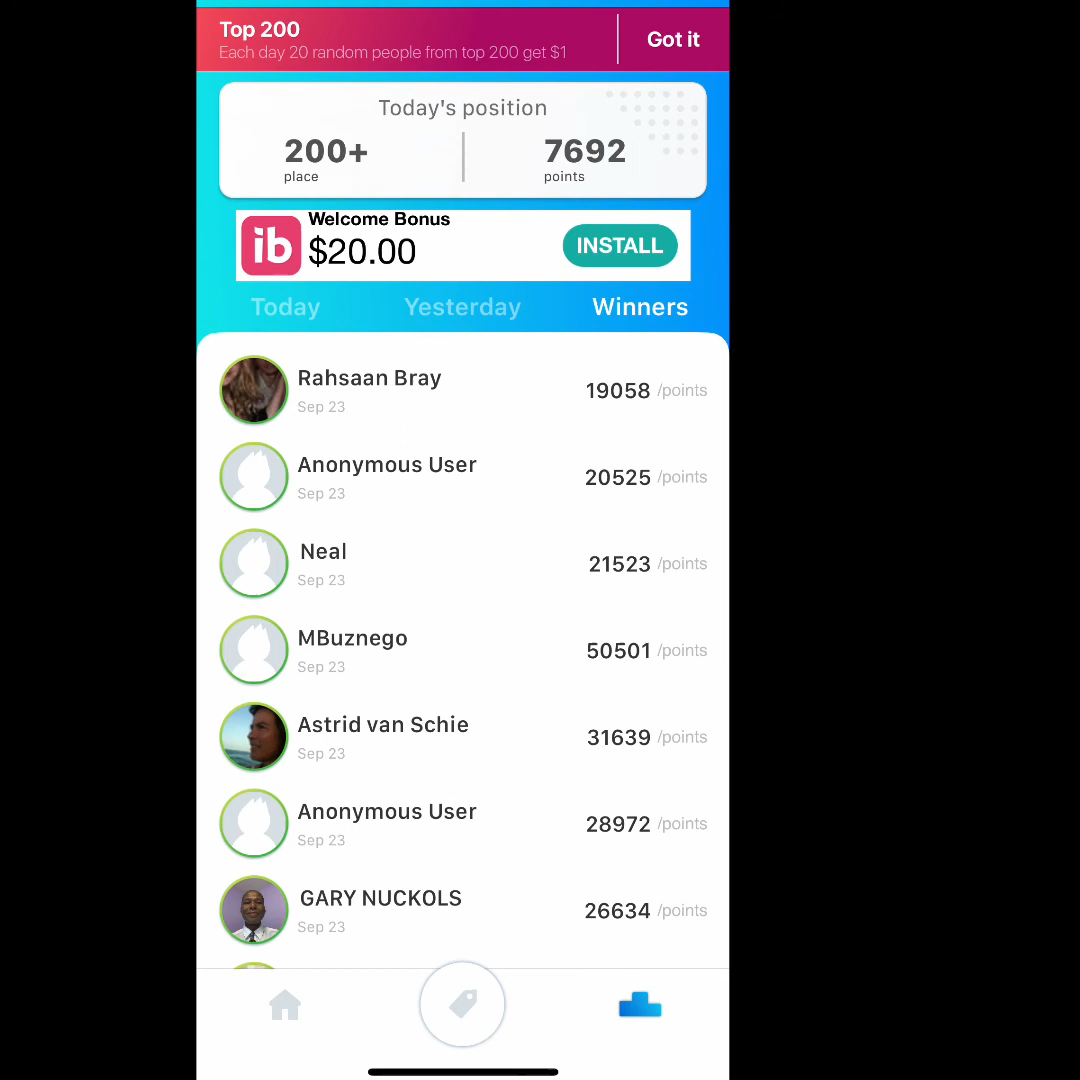 Top 200
Each day 20 random people from top 200 get $1
Got it
Today's position
200+
place
7692
points
ib
Welcome Bonus
$20.00
INSTALL
Today
Yesterday
Winners
Rahsaan Bray
Sep 23
19058 /points
Anonymous User
Sep 23
20525 /points
Neal
Sep 23
21523 /points
MBuznego
Sep 23
50501 /points
Astrid van Schie
Sep 23
31639 /points
Anonymous User
Sep 23
28972 /points
GARY NUCKOLS
Sep 23
26634 /points